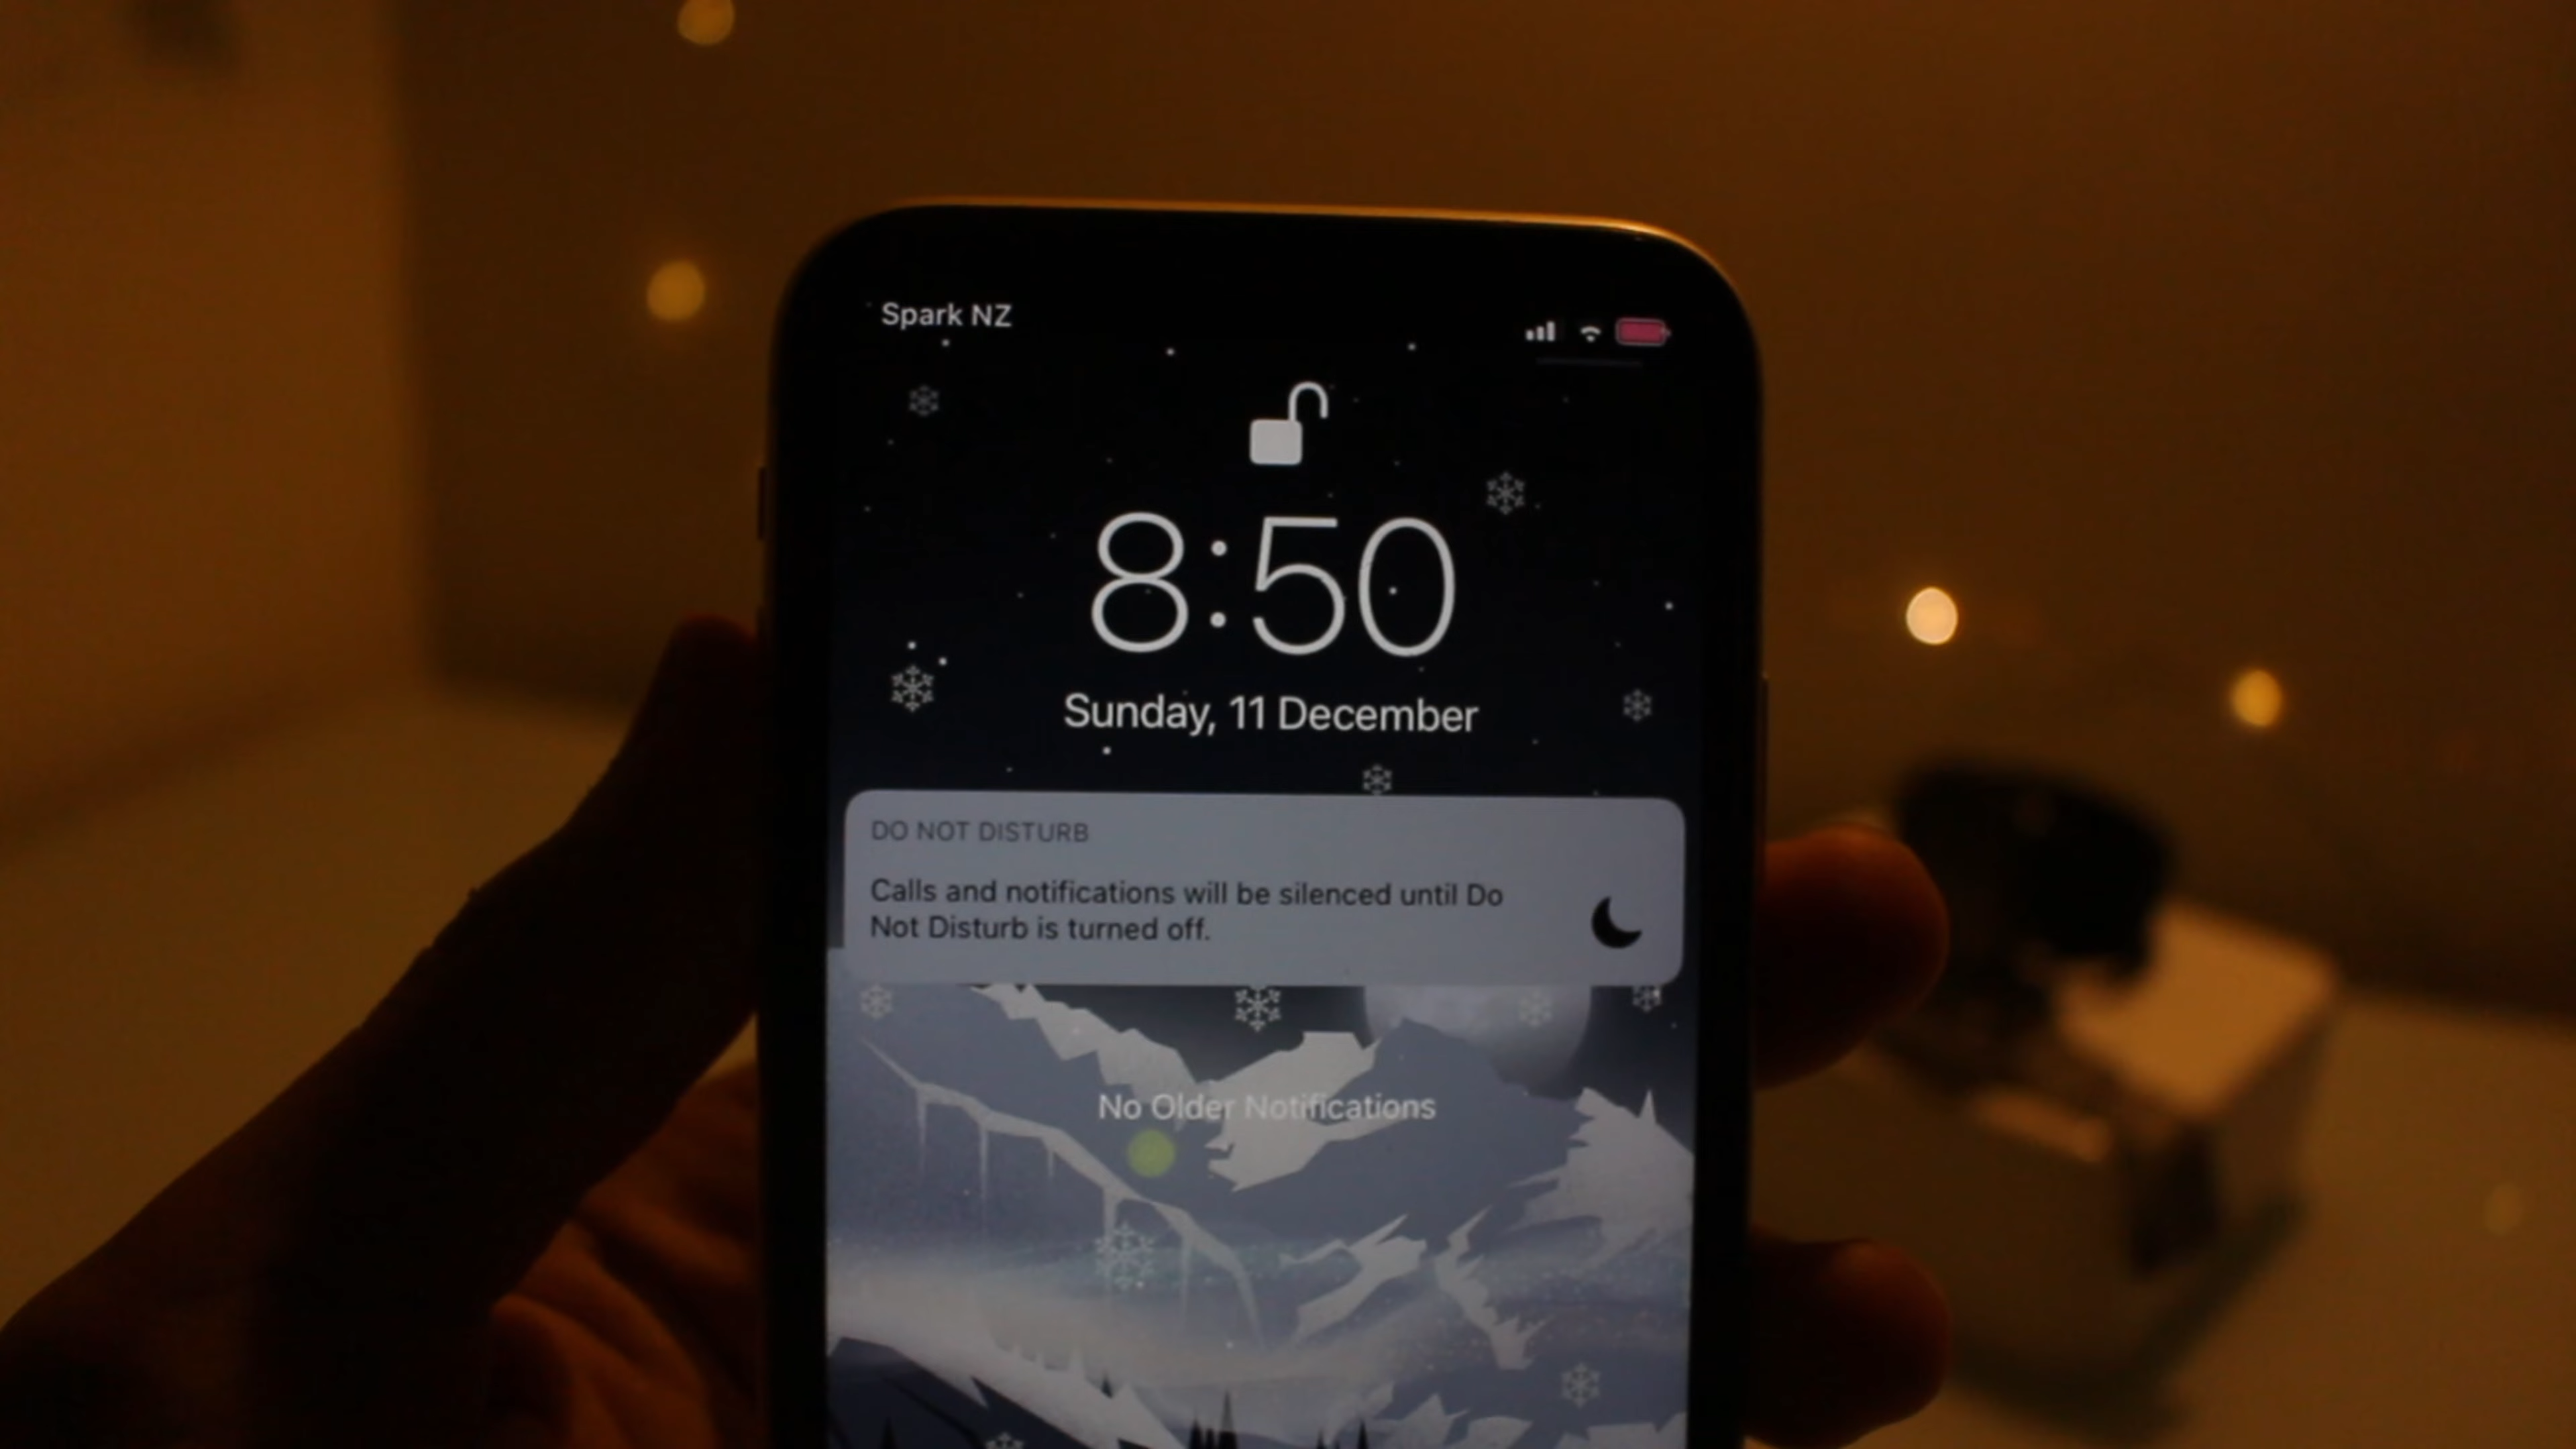 Spark NZ
8:50
Sunday, 11 December
DO NOT DISTURB
Calls and notifications will be silenced until Do
Not Disturb is turned off.
No Older Notifications